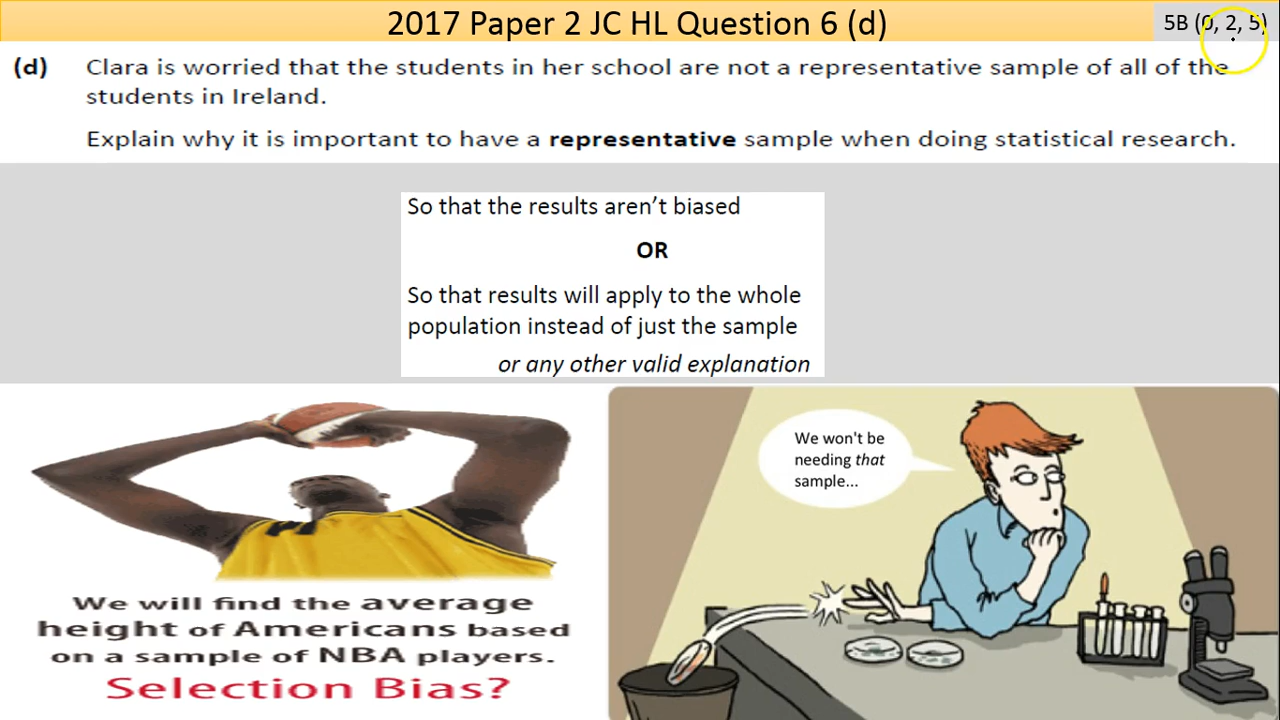 2017 Paper 2 JC HL Question 6 (d)
5B (0, 2, 5)
(d) Clara is worried that the students in her school are not a representative sample of all of the
students in Ireland.
Explain why it is important to have a representative sample when doing statistical research.
So that the results aren’t biased
OR
So that results will apply to the whole
population instead of just the sample
or any other valid explanation
We will find the average
height of Americans based
on a sample of NBA players.
Selection Bias?
We won't be
needing that
sample...